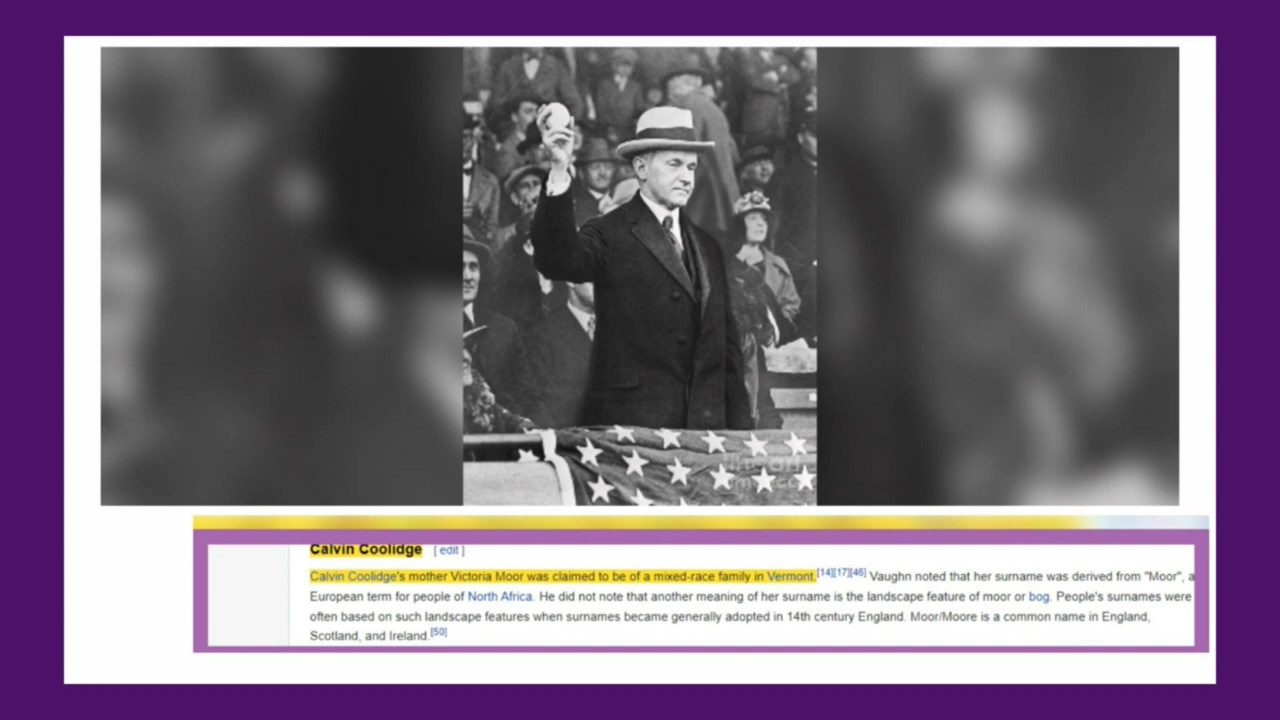 Calvin Coolidge [ edit ]
Calvin Coolidge's mother Victoria Moor was claimed to be of a mixed-race family in Vermont.[14][17][46] Vaughn noted that her surname was derived from "Moor", a
European term for people of North Africa. He did not note that another meaning of her surname is the landscape feature of moor or bog. People's surnames were
often based on such landscape features when surnames became generally adopted in 14th century England. Moor/Moore is a common name in England,
Scotland, and Ireland.[50]